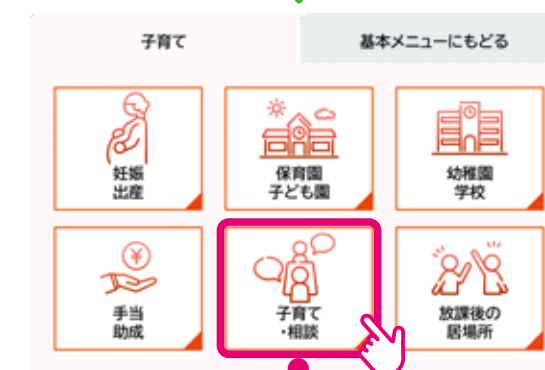 子育て
基本メニューにもどる
妊娠
出産
保育園
子ども園
幼稚園
学校
¥
手当
助成
子育て
・相談
放課後の
居場所